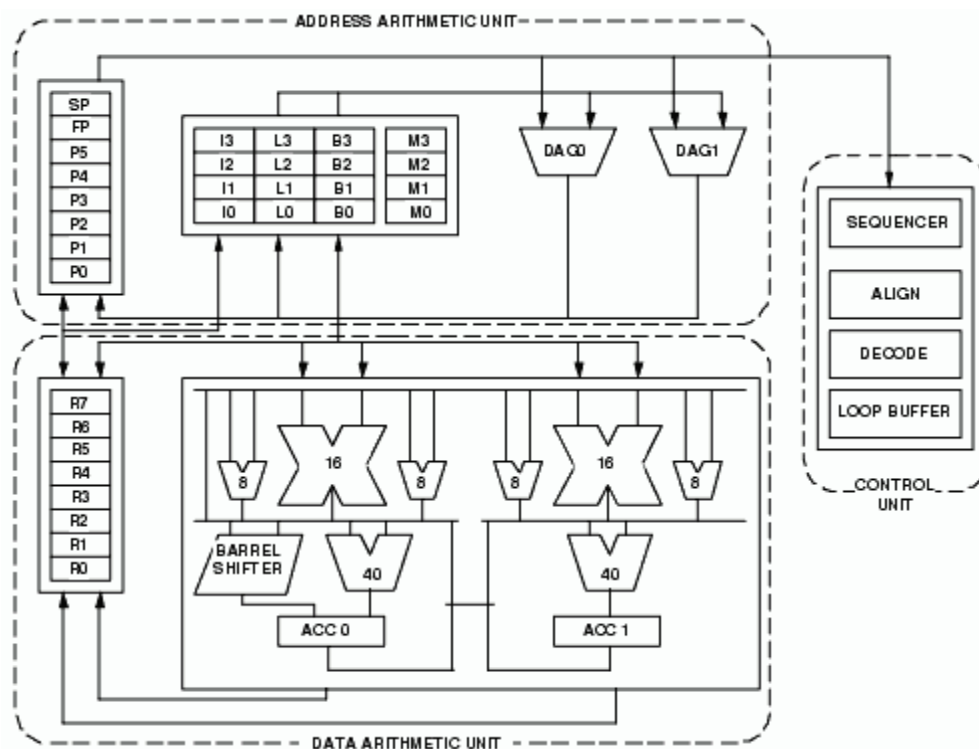 ADDRESS ARITHMETIC UNIT
SP
FP
P5
P4
P3
P2
P1
P0
I3 L3 B3 M3
I2 L2 B2 M2
I1 L1 B1 M1
I0 L0 B0 M0
DAG0
DAG1
SEQUENCER
ALIGN
DECODE
LOOP BUFFER
CONTROL
UNIT
R7
R6
R5
R4
R3
R2
R1
R0
8
16
8
8
16
8
BARREL
SHIFTER
40
40
ACC 0
ACC 1
DATA ARITHMETIC UNIT